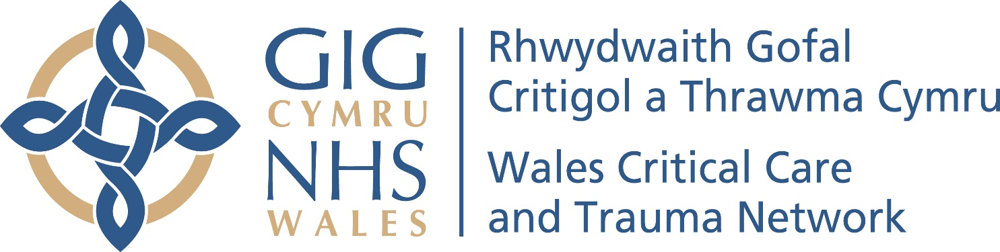 GIG
CYMRU
NHS
WALES
Rhwydwaith Gofal
Critigol a Thrawma Cymru
Wales Critical Care
and Trauma Network